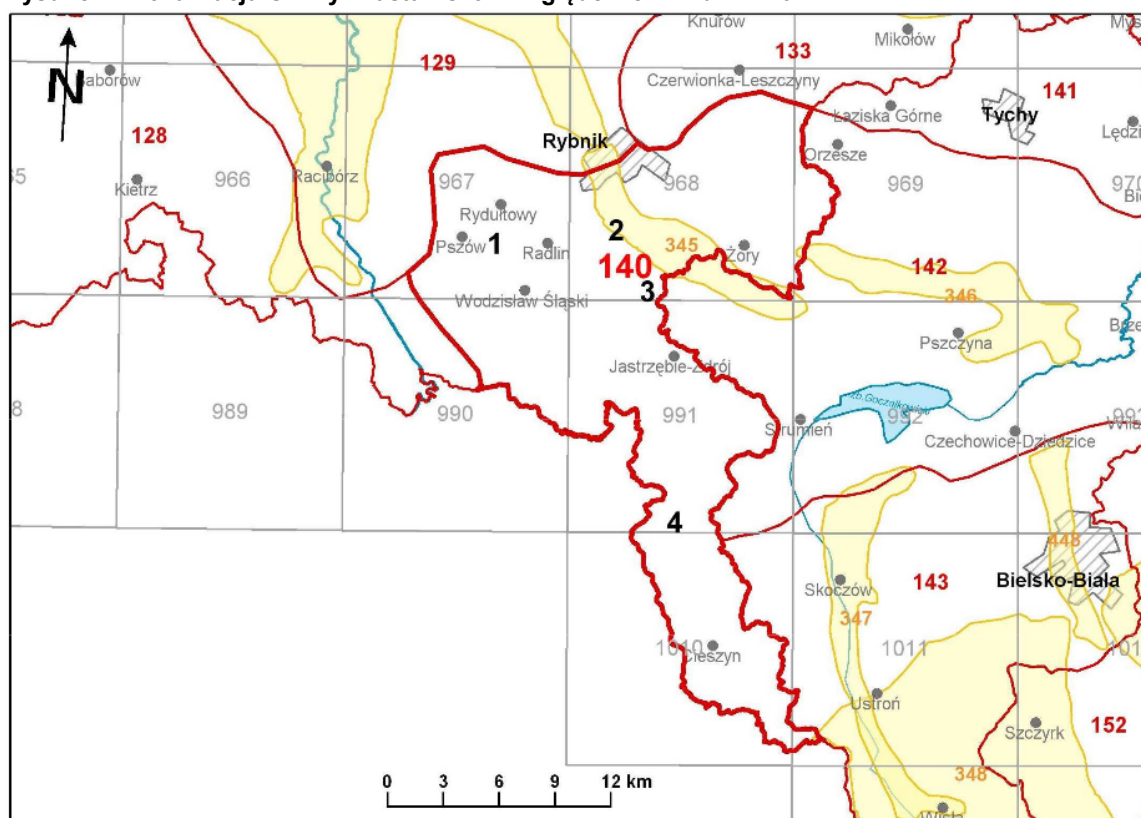 N
Baborów
128
129
133
Knurów
Mikołów
Czerwionka-Leszczyny
141
Łaziska Górne
Tychy
Rybnik
Orzesze
Racibórz
Kietrz
966
967
968
969
970
Rydułtowy
Pszów
1
Radlin
2
345
Żory
140
142
346
3
Wodzisław Śląski
Pszczyna
Jastrzębie-Zdrój
989
990
991
992
Strumień
Czechowice-Dziedzice
4
448
143
Bielsko-Biała
Skoczów
347
1010
Cieszyn
1011
Ustroń
Szczyrk
152
348
Wisła
0 3 6 9 12 km